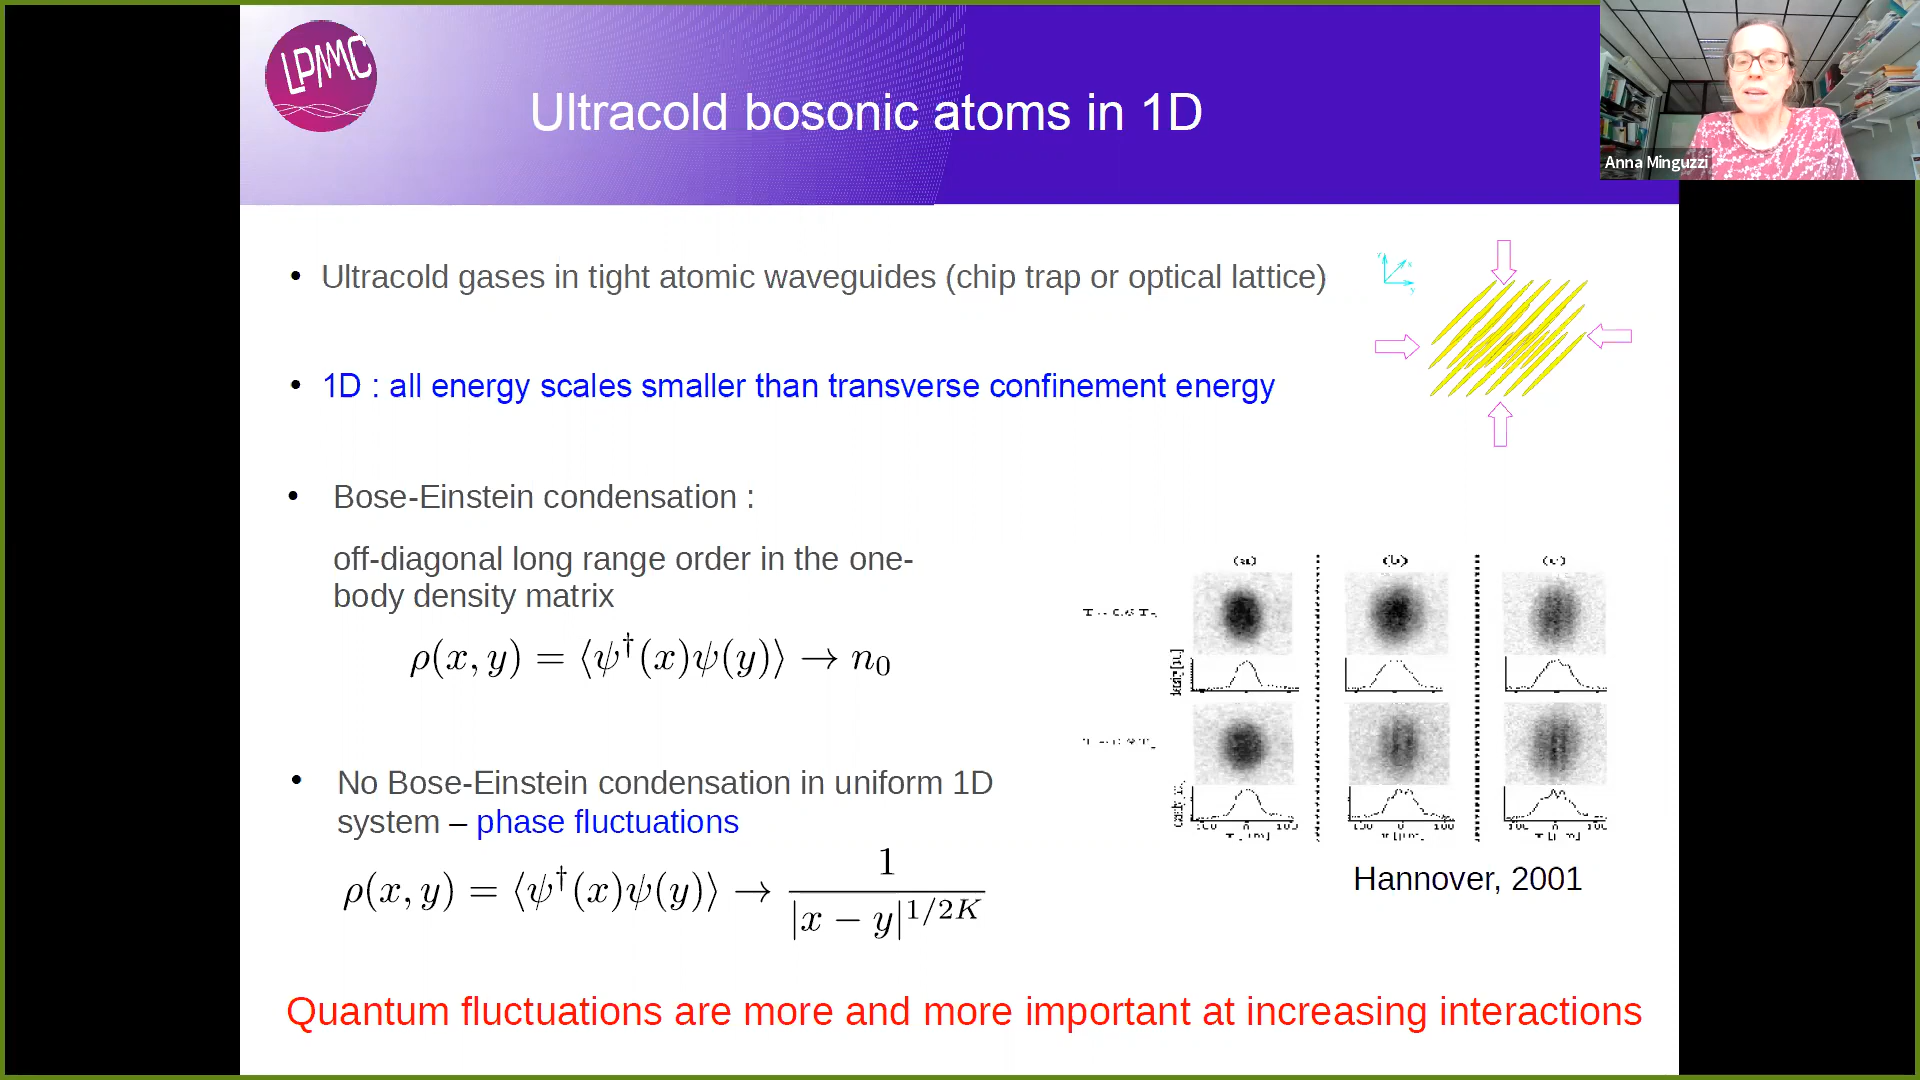 LPMMC
Ultracold bosonic atoms in 1D
Anna Minguzzi
• Ultracold gases in tight atomic waveguides (chip trap or optical lattice)
• 1D : all energy scales smaller than transverse confinement energy
• Bose-Einstein condensation :
off-diagonal long range order in the one-
body density matrix
ρ(x, y) = ⟨ψ†(x)ψ(y)⟩ → n₀
• No Bose-Einstein condensation in uniform 1D
system – phase fluctuations
ρ(x, y) = ⟨ψ†(x)ψ(y)⟩ → 1 / |x − y|^{1/2K}
(a) (b) (c)
Hannover, 2001
Quantum fluctuations are more and more important at increasing interactions